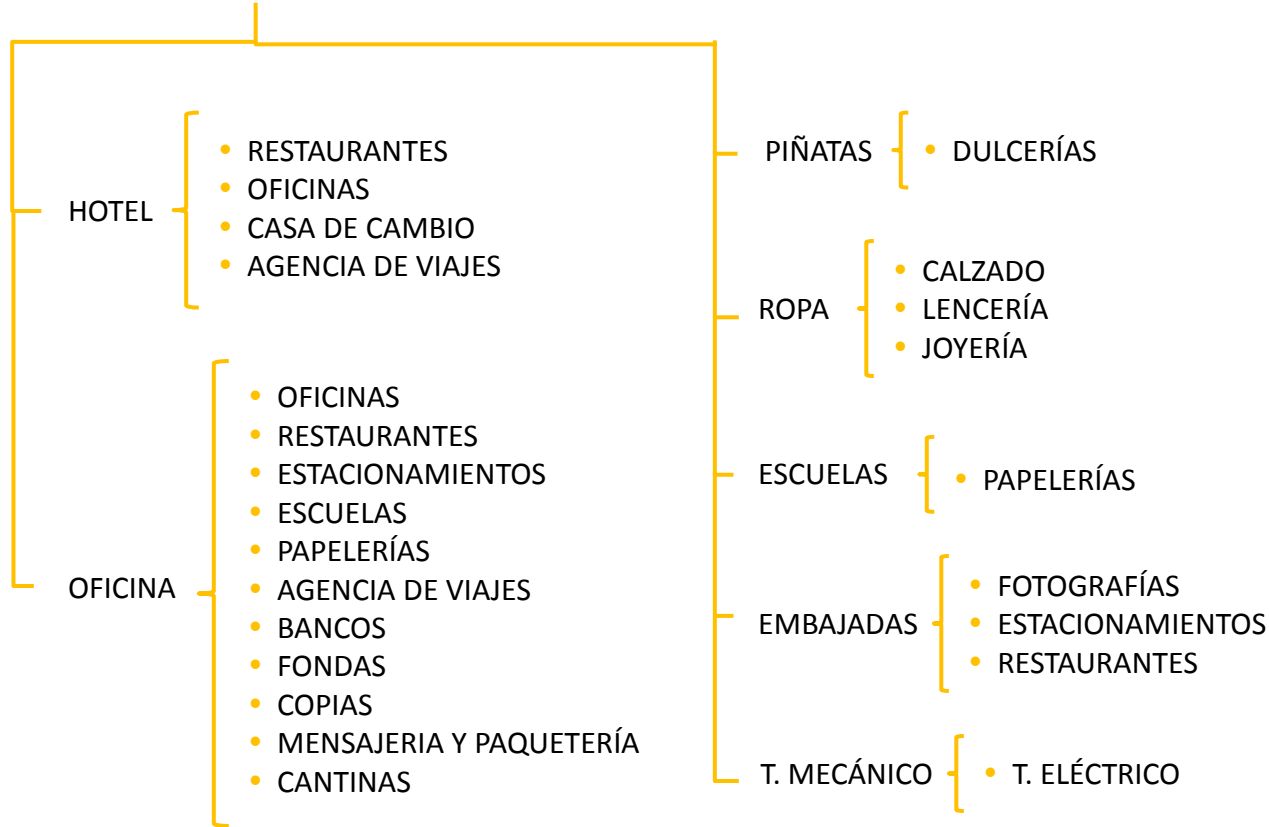 HOTEL
RESTAURANTES
OFICINAS
CASA DE CAMBIO
AGENCIA DE VIAJES
OFICINA
OFICINAS
RESTAURANTES
ESTACIONAMIENTOS
ESCUELAS
PAPELERÍAS
AGENCIA DE VIAJES
BANCOS
FONDAS
COPIAS
MENSAJERIA Y PAQUETERÍA
CANTINAS
PIÑATAS
DULCERÍAS
ROPA
CALZADO
LENCERÍA
JOYERÍA
ESCUELAS
PAPELERÍAS
EMBAJADAS
FOTOGRAFÍAS
ESTACIONAMIENTOS
RESTAURANTES
T. MECÁNICO
T. ELÉCTRICO